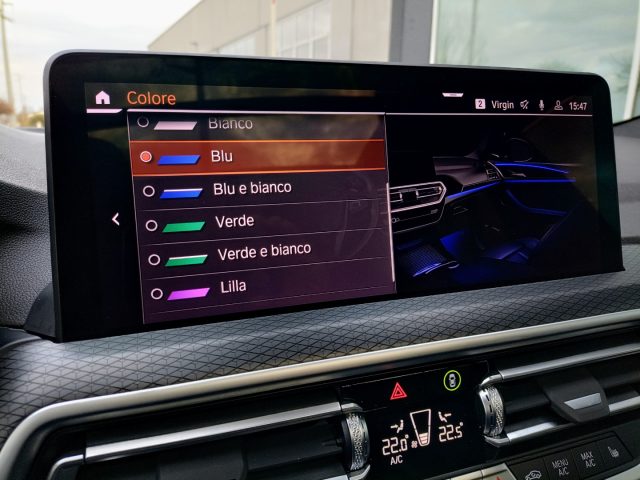 Colore
2 Virgin 15:47
Bianco
Blu
Blu e bianco
Verde
Verde e bianco
Lilla
22.0 22.5
A/C A/C
MENU A/C
MAX A/C